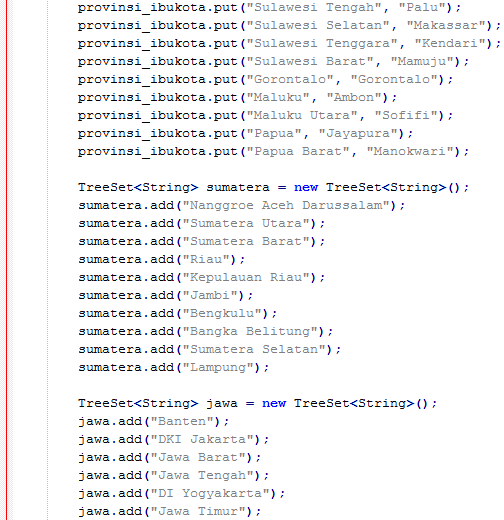 provinsi_ibukota.put("Sulawesi Tengah", "Palu");
provinsi_ibukota.put("Sulawesi Selatan", "Makassar");
provinsi_ibukota.put("Sulawesi Tenggara", "Kendari");
provinsi_ibukota.put("Sulawesi Barat", "Mamuju");
provinsi_ibukota.put("Gorontalo", "Gorontalo");
provinsi_ibukota.put("Maluku", "Ambon");
provinsi_ibukota.put("Maluku Utara", "Sofifi");
provinsi_ibukota.put("Papua", "Jayapura");
provinsi_ibukota.put("Papua Barat", "Manokwari");
TreeSet<String> sumatera = new TreeSet<String>();
sumatera.add("Nanggroe Aceh Darussalam");
sumatera.add("Sumatera Utara");
sumatera.add("Sumatera Barat");
sumatera.add("Riau");
sumatera.add("Kepulauan Riau");
sumatera.add("Jambi");
sumatera.add("Bengkulu");
sumatera.add("Bangka Belitung");
sumatera.add("Sumatera Selatan");
sumatera.add("Lampung");
TreeSet<String> jawa = new TreeSet<String>();
jawa.add("Banten");
jawa.add("DKI Jakarta");
jawa.add("Jawa Barat");
jawa.add("Jawa Tengah");
jawa.add("DI Yogyakarta");
jawa.add("Jawa Timur");